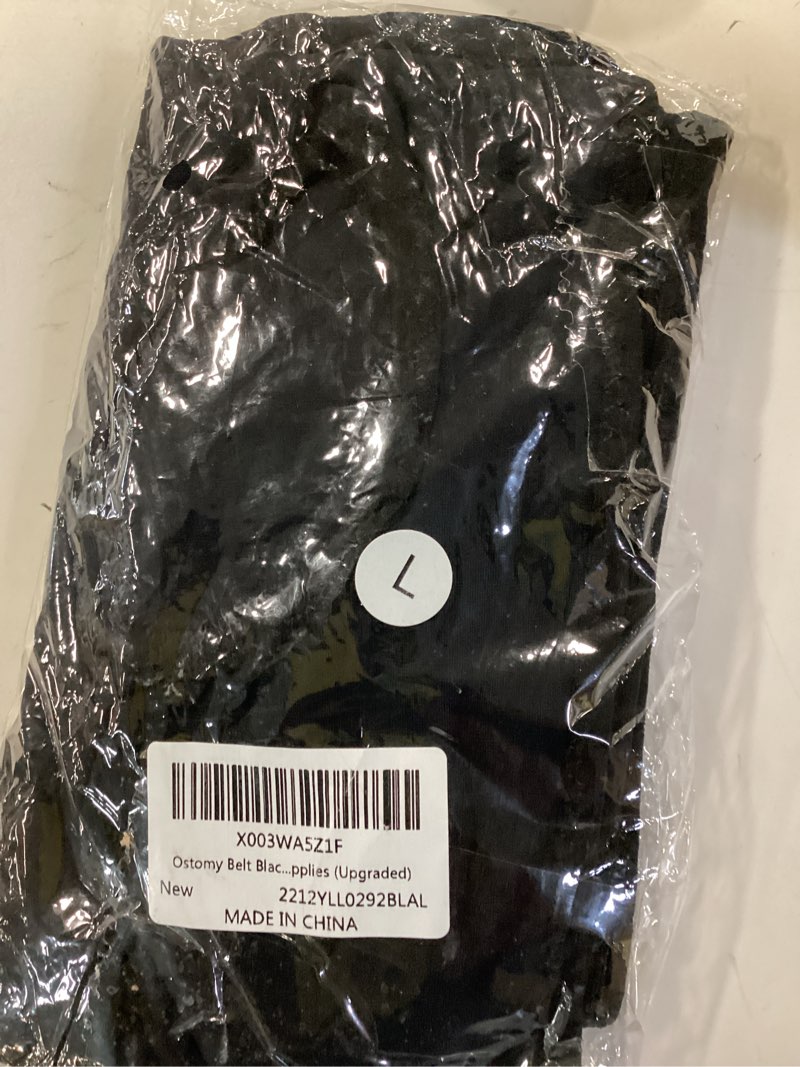 L
X003WA5Z1F
Ostomy Belt Blac...pplies (Upgraded)
New 2212YLL0292BLAL
MADE IN CHINA